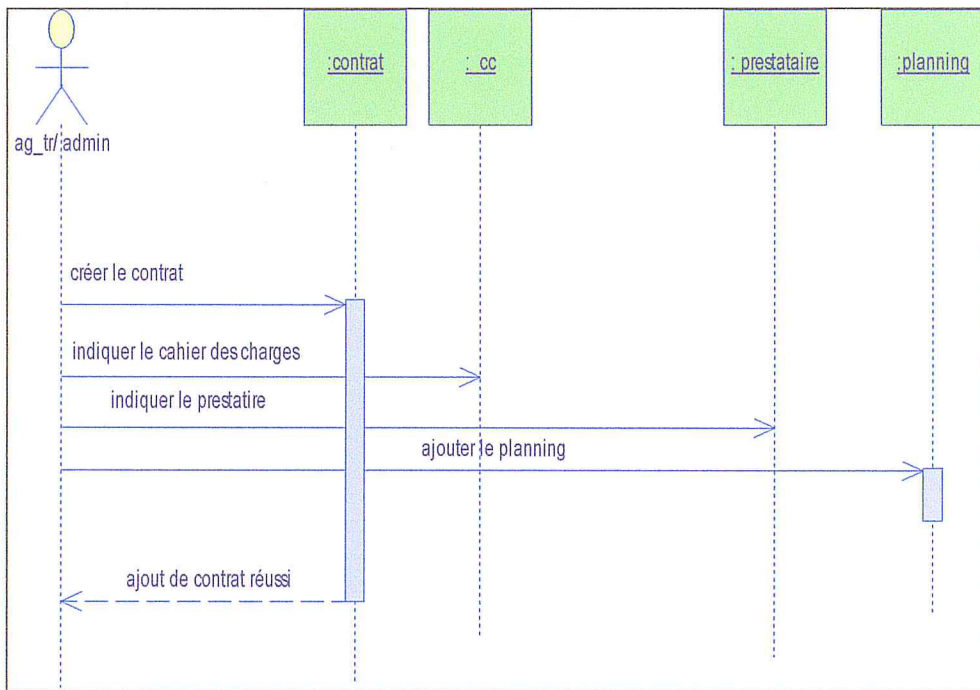 :contrat
: cc
: prestataire
:planning
ag_tr/ admin
créer le contrat
indiquer le cahier des charges
indiquer le prestatire
ajouter le planning
ajout de contrat réussi